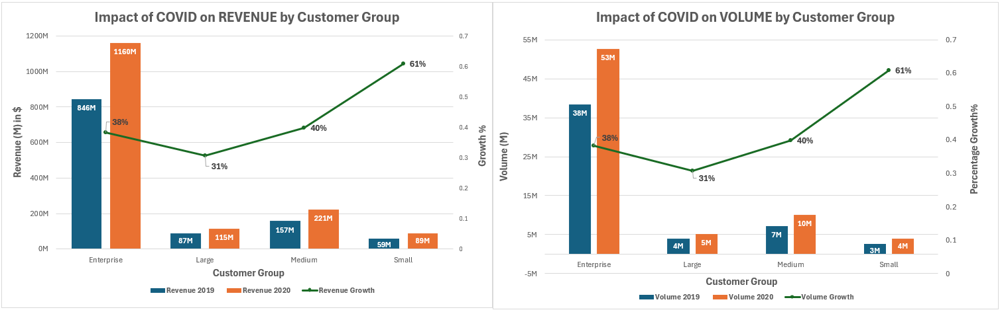 Impact of COVID on REVENUE by Customer Group
1200M
1000M
800M
600M
400M
200M
0M
Revenue (M) in $
0.7
0.6
0.5
0.4
0.3
0.2
0.1
0
Growth %
846M
1160M
87M
115M
157M
221M
59M
89M
38%
31%
40%
61%
Enterprise
Large
Medium
Small
Customer Group
Revenue 2019
Revenue 2020
Revenue Growth
Impact of COVID on VOLUME by Customer Group
55M
45M
35M
25M
15M
5M
-5M
Volume (M)
0.7
0.6
0.5
0.4
0.3
0.2
0.1
0
Percentage Growth%
38M
53M
4M
5M
7M
10M
3M
4M
38%
31%
40%
61%
Enterprise
Large
Medium
Small
Customer Group
Volume 2019
Volume 2020
Volume Growth